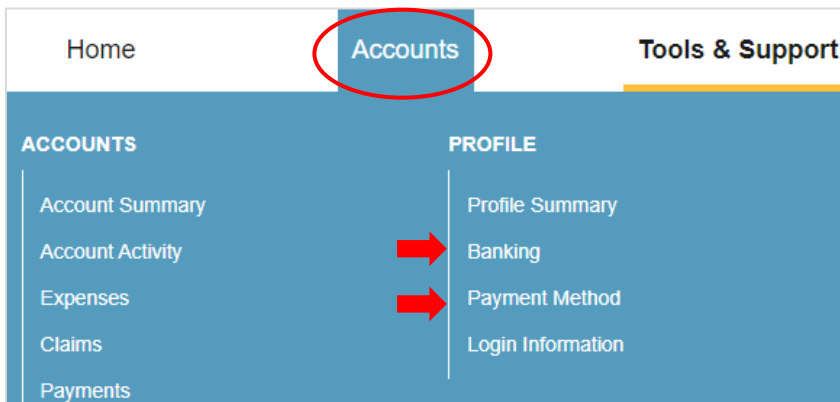 Home
Accounts
Tools & Support
ACCOUNTS
Account Summary
Account Activity
Expenses
Claims
Payments
PROFILE
Profile Summary
Banking
Payment Method
Login Information